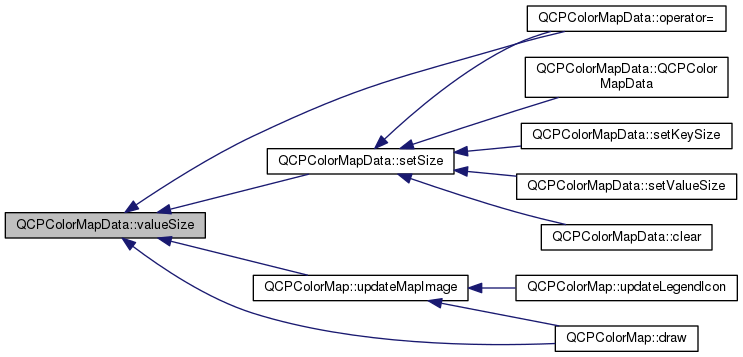 QCPColorMapData::operator=
QCPColorMapData::QCPColor
MapData
QCPColorMapData::setKeySize
QCPColorMapData::setSize
QCPColorMapData::setValueSize
QCPColorMapData::valueSize
QCPColorMapData::clear
QCPColorMap::updateMapImage
QCPColorMap::updateLegendIcon
QCPColorMap::draw